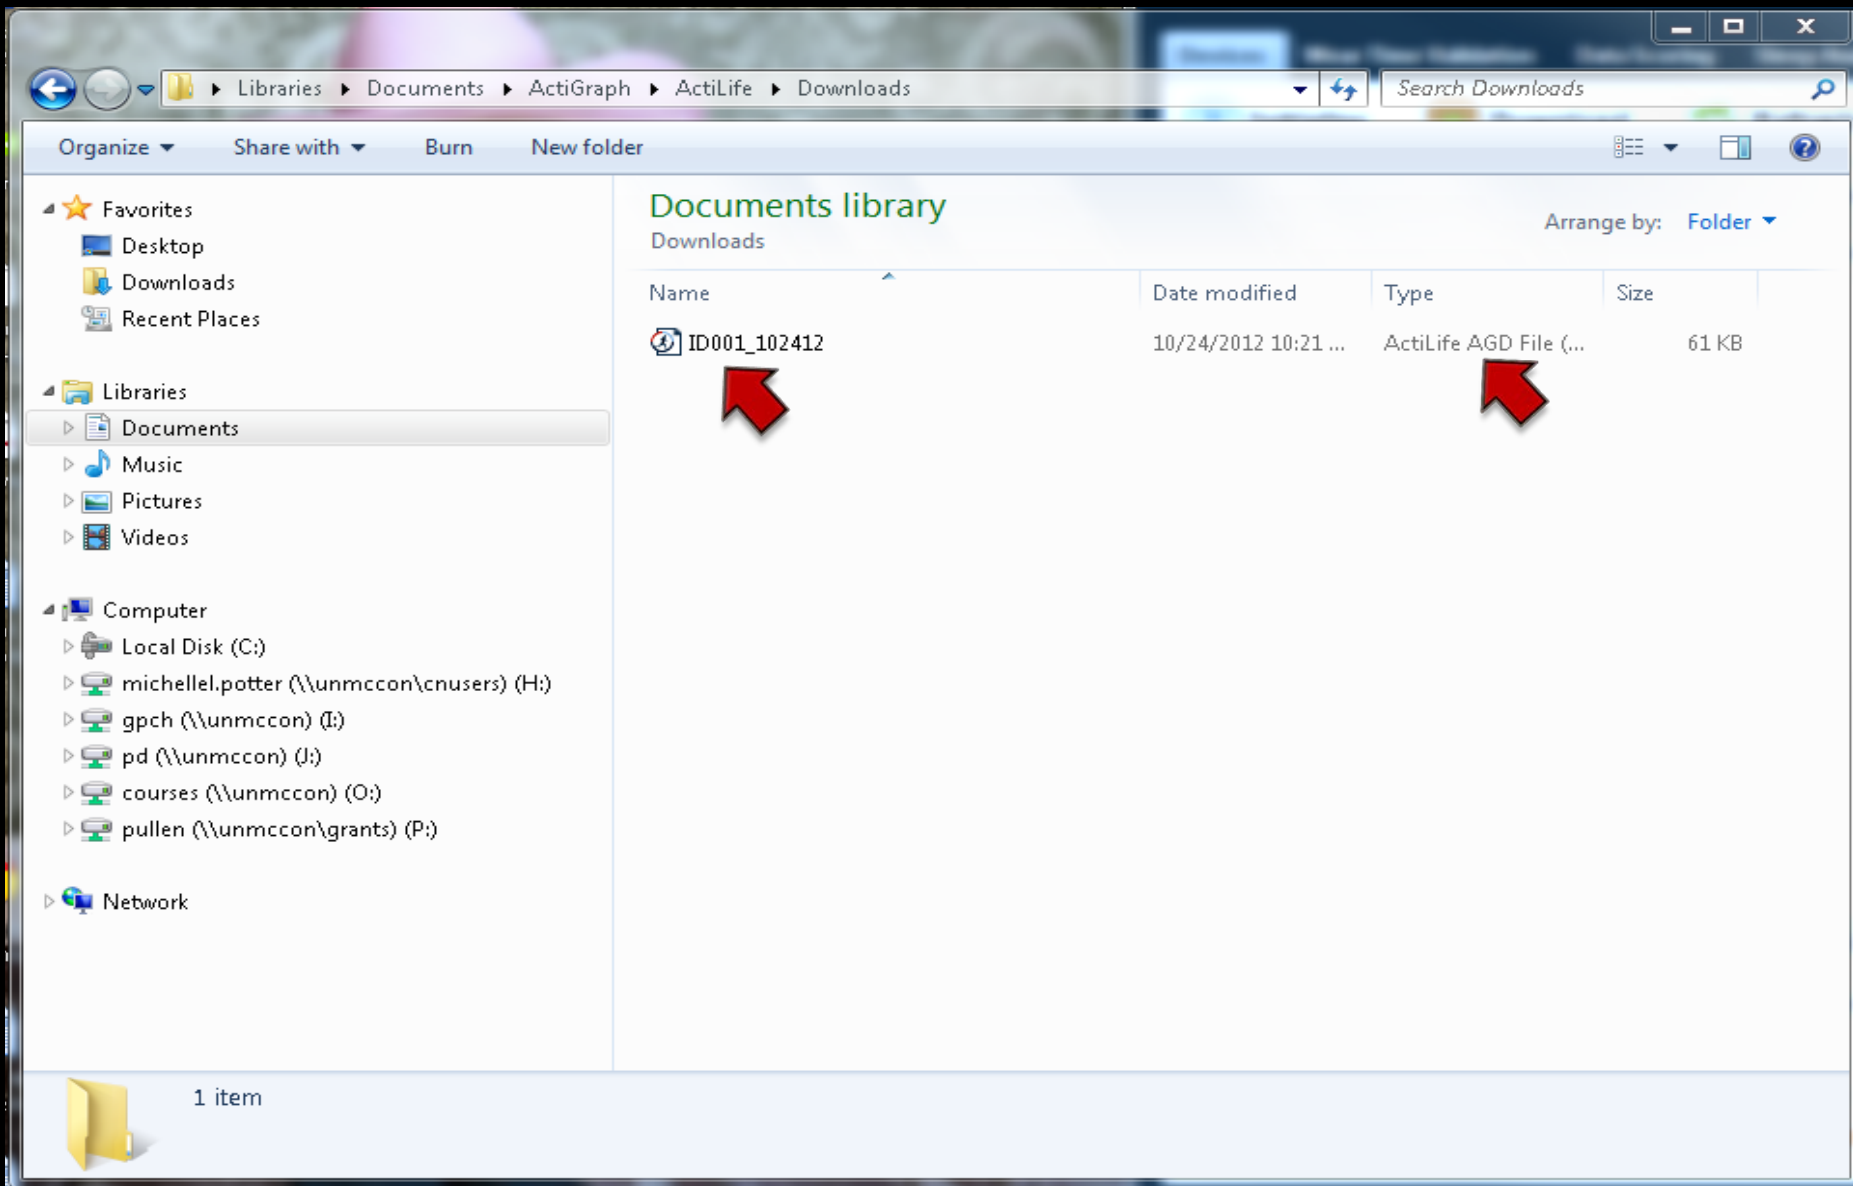 Libraries Documents ActiGraph ActiLife Downloads
Search Downloads
Organize Share with Burn New folder
Favorites
Desktop
Downloads
Recent Places
Libraries
Documents
Music
Pictures
Videos
Computer
Local Disk (C:)
michellel.potter (\\unmccon\cnusers) (H:)
gpch (\\unmccon) (I:)
pd (\\unmccon) (J:)
courses (\\unmccon) (O:)
pullen (\\unmccon\grants) (P:)
Network
Documents library
Downloads
Arrange by: Folder
Name Date modified Type Size
ID001_102412 10/24/2012 10:21 ... ActiLife AGD File (... 61 KB
1 item